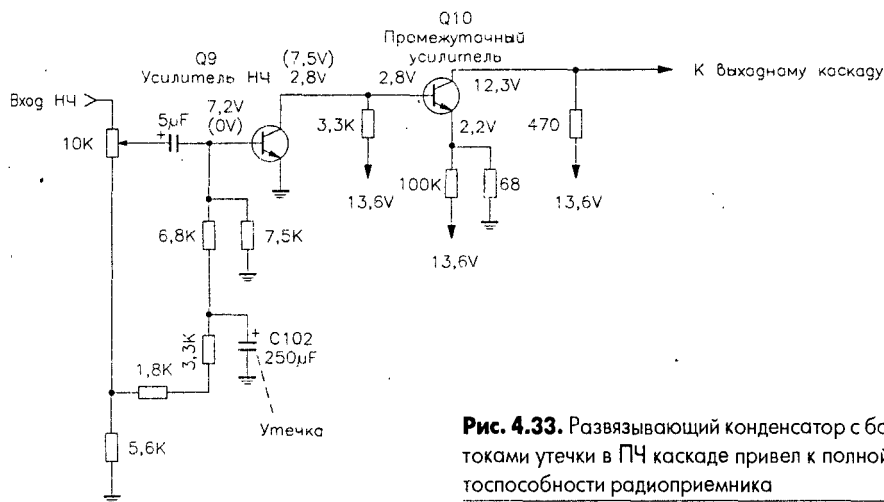 Q10
Промежуточный
усилитель
Q9
Усилитель НЧ
(7,5V)
2,8V
2,8V
12,3V
К выходному каскаду
Вход НЧ
7,2V
(0V)
5µF
10K
3,3K
2,2V
470
13,6V
100K
68
13,6V
13,6V
6,8K
7,5K
3,3K
C102
250µF
1,8K
Утечка
5,6K
Рис. 4.33. Развязывающий конденсатор с бо
токами утечки в ПЧ каскаде привел к полной
тоспособности радиоприемника